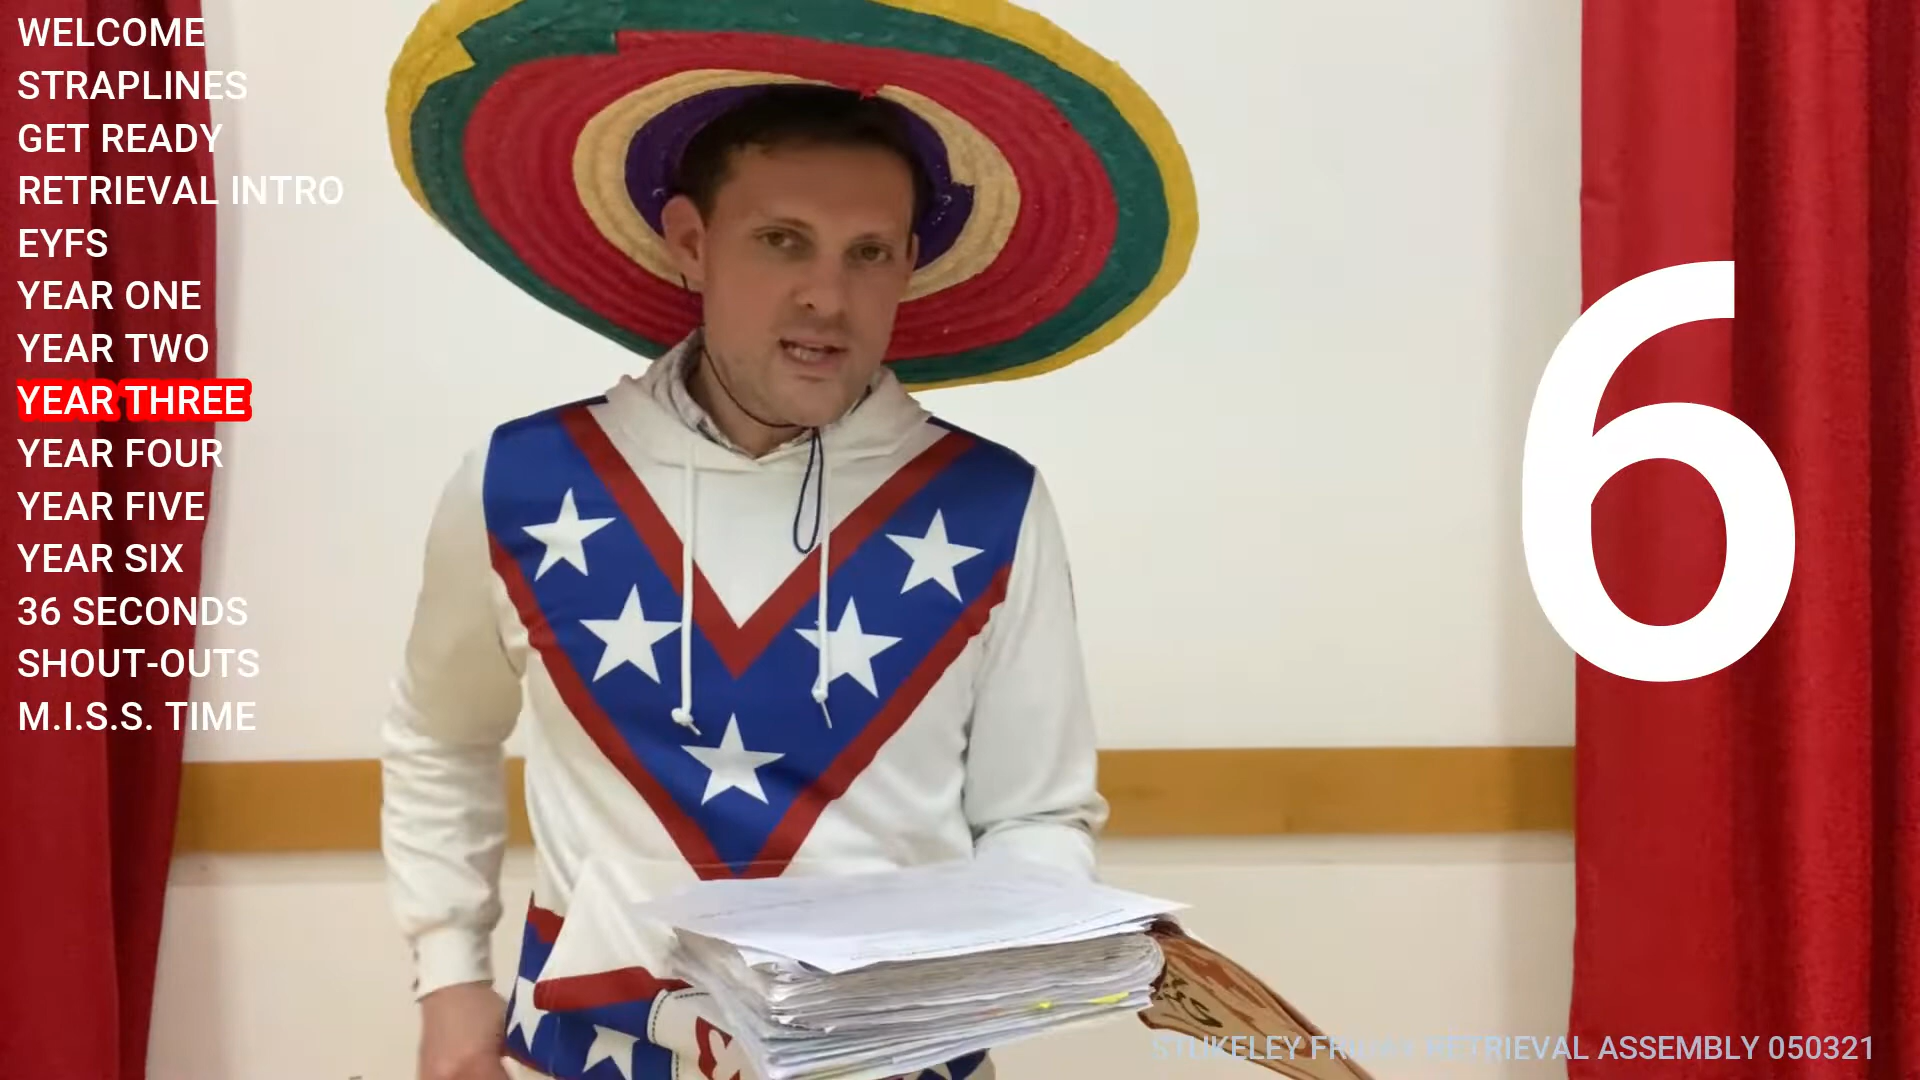 WELCOME
STRAPLINES
GET READY
RETRIEVAL INTRO
EYFS
YEAR ONE
YEAR TWO
YEAR THREE
YEAR FOUR
YEAR FIVE
YEAR SIX
36 SECONDS
SHOUT-OUTS
M.I.S.S. TIME
6
STUKELEY RETRIEVAL ASSEMBLY 050321